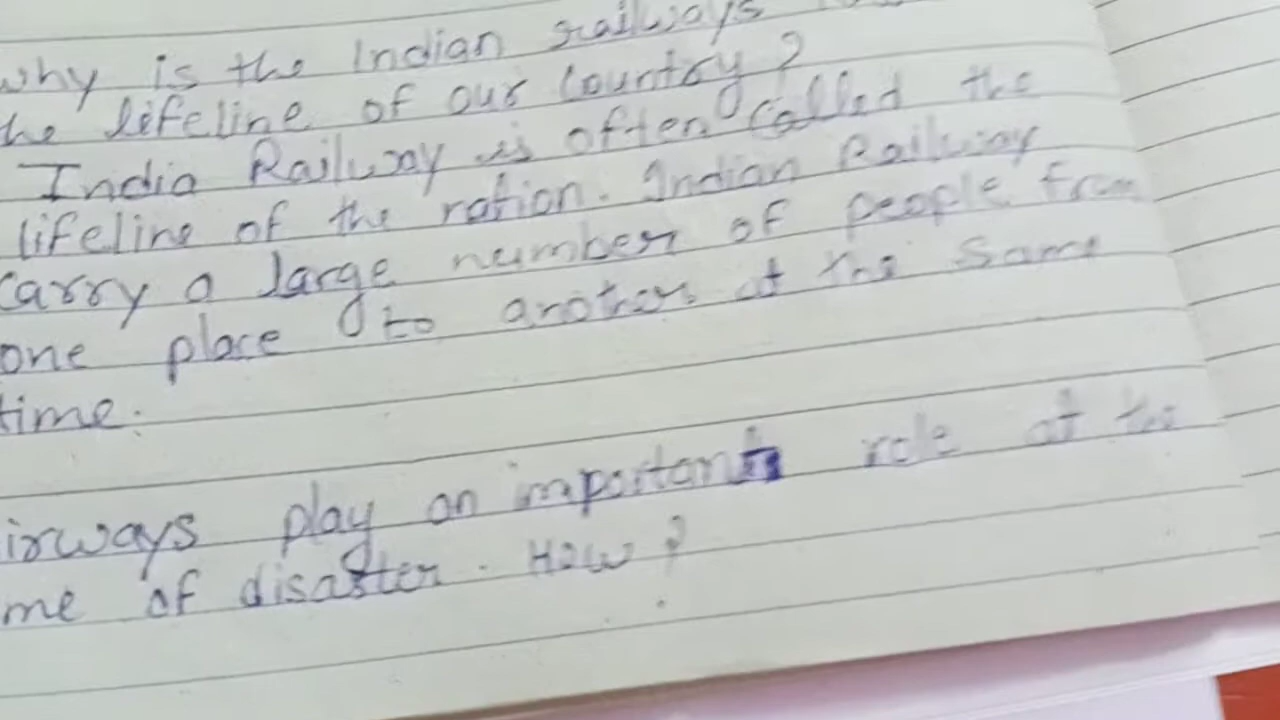 why is the Indian railways
he lifeline of our Country?
India Railway is often called the
lifeline of the nation. Indian Railway
carry a large number of people from
one place to another at the same
time.
irways play an important role at the
me of disaster. How?